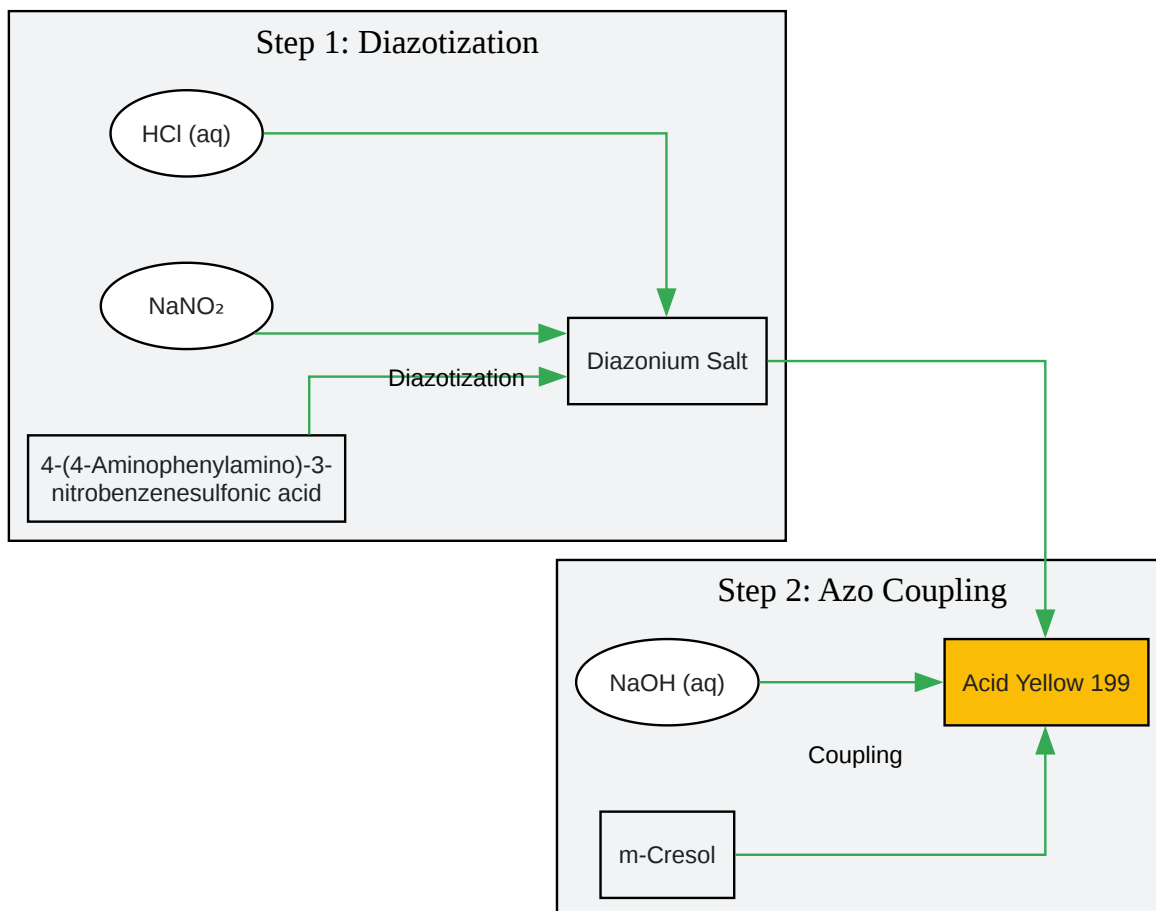 Step 1: Diazotization
HCl (aq)
NaNO₂
Diazonium Salt
Diazotization
4-(4-Aminophenylamino)-3-
nitrobenzenesulfonic acid
Step 2: Azo Coupling
NaOH (aq)
Acid Yellow 199
Coupling
m-Cresol